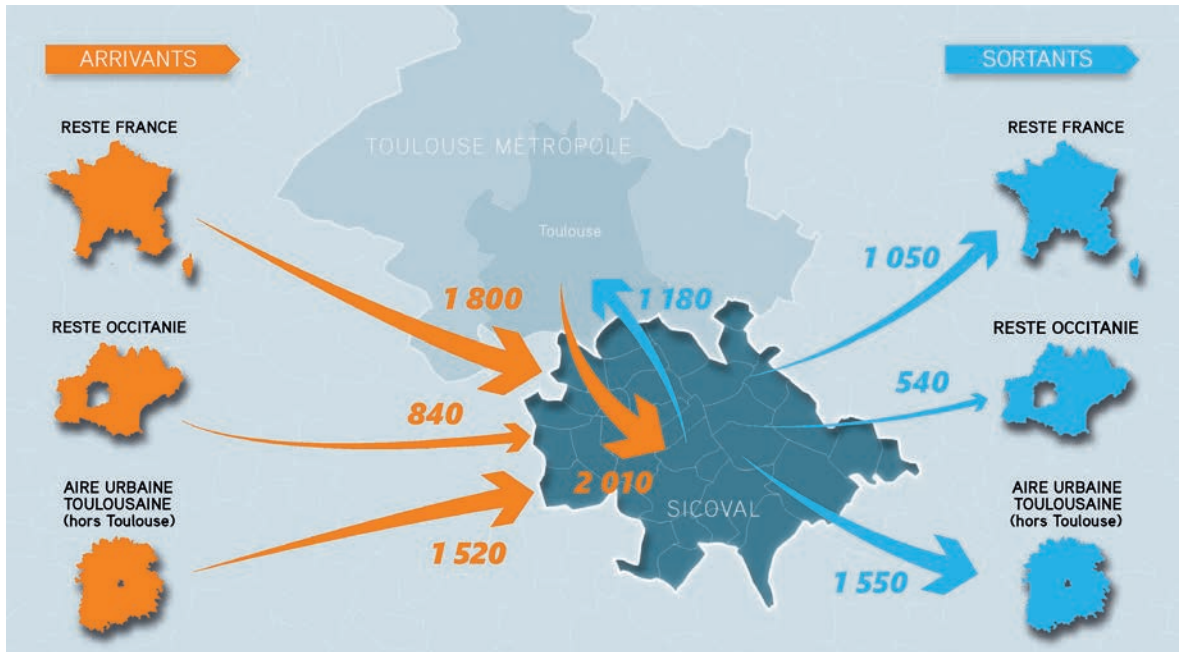 ARRIVANTS
SORTANTS
RESTE FRANCE
RESTE FRANCE
TOULOUSE MÉTROPOLE
Toulouse
1 050
1 800
1 180
RESTE OCCITANIE
RESTE OCCITANIE
840
540
2 010
AIRE URBAINE
TOULOUSAINE
(hors Toulouse)
SICOVAL
AIRE URBAINE
TOULOUSAINE
(hors Toulouse)
1 520
1 550